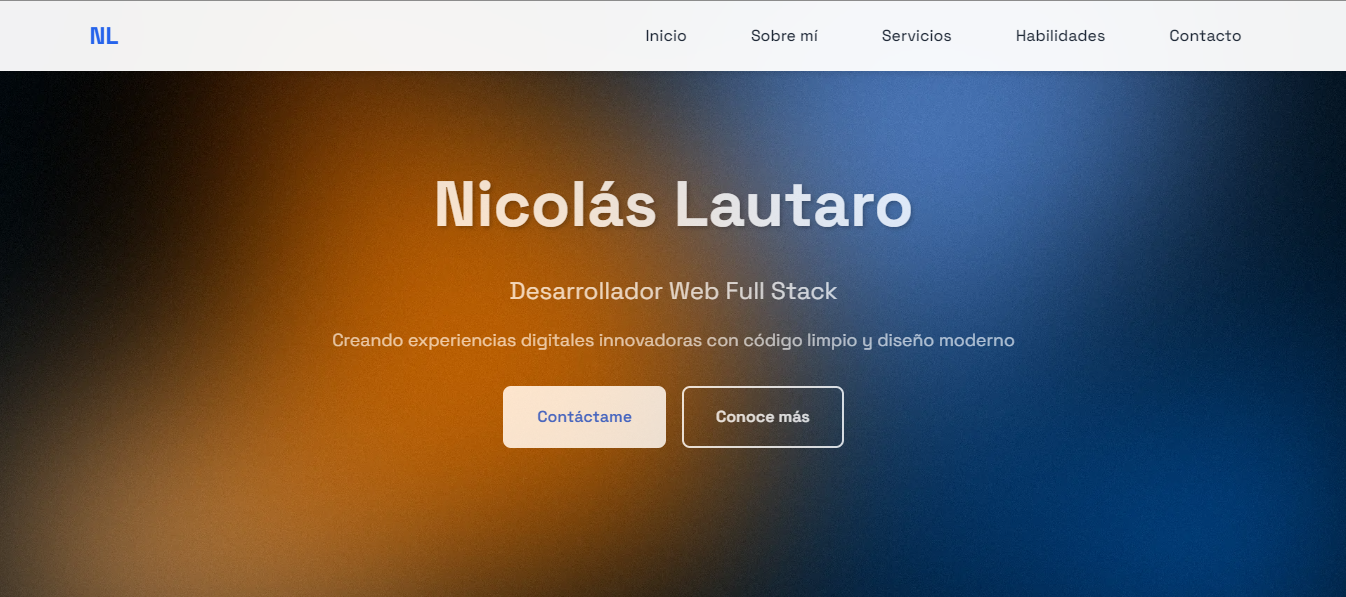 NL Inicio Sobre mí Servicios Habilidades Contacto
Nicolás Lautaro
Desarrollador Web Full Stack
Creando experiencias digitales innovadoras con código limpio y diseño moderno
Contáctame Conoce más